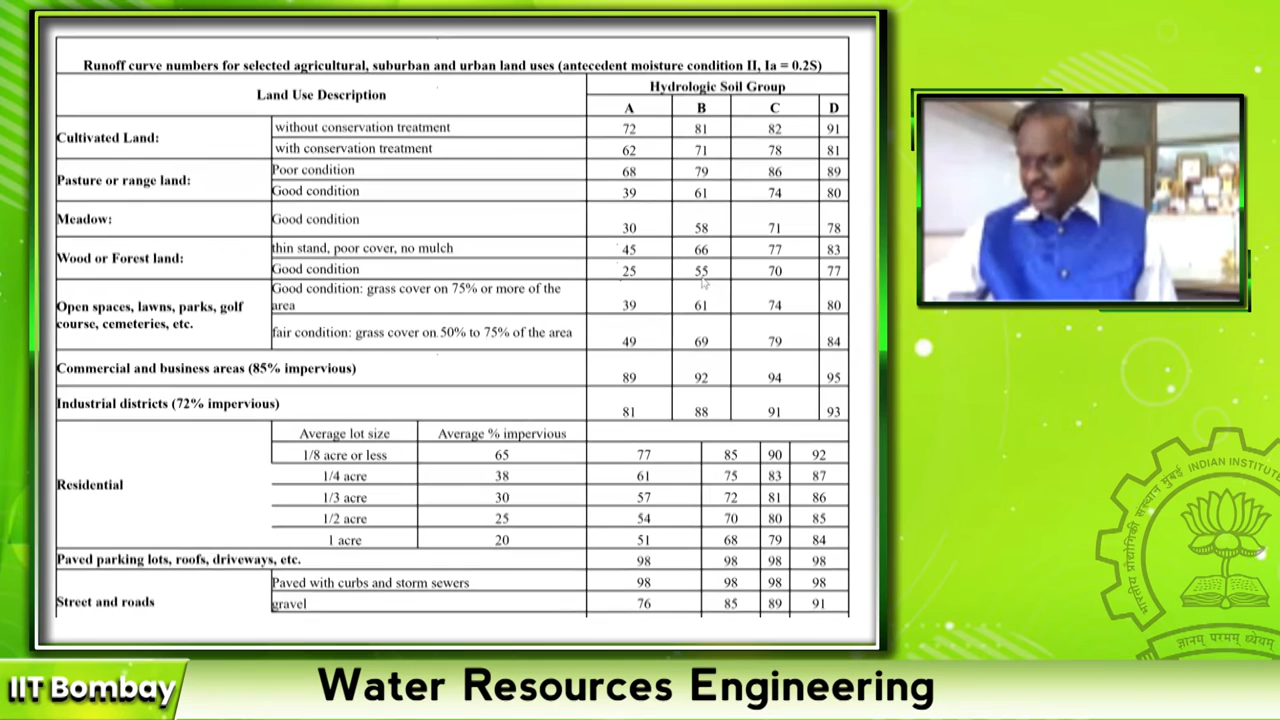 Runoff curve numbers for selected agricultural, suburban and urban land uses (antecedent moisture condition II, Ia = 0.2S)
Land Use Description
Hydrologic Soil Group
A B C D
Cultivated Land: without conservation treatment 72 81 82 91
with conservation treatment 62 71 78 81
Pasture or range land: Poor condition 68 79 86 89
Good condition 39 61 74 80
Meadow: Good condition 30 58 71 78
Wood or Forest land: thin stand, poor cover, no mulch 45 66 77 83
Good condition 25 55 70 77
Open spaces, lawns, parks, golf
course, cemeteries, etc.
Good condition: grass cover on 75% or more of the
area 39 61 74 80
fair condition: grass cover on 50% to 75% of the area 49 69 79 84
Commercial and business areas (85% impervious) 89 92 94 95
Industrial districts (72% impervious) 81 88 91 93
Residential
Average lot size Average % impervious
1/8 acre or less 65 77 85 90 92
1/4 acre 38 61 75 83 87
1/3 acre 30 57 72 81 86
1/2 acre 25 54 70 80 85
1 acre 20 51 68 79 84
Paved parking lots, roofs, driveways, etc. 98 98 98 98
Street and roads
Paved with curbs and storm sewers 98 98 98 98
gravel 76 85 89 91
INDIAN INSTITUTE
ज्ञानम् परमम् ध्येयम्
IIT Bombay
Water Resources Engineering